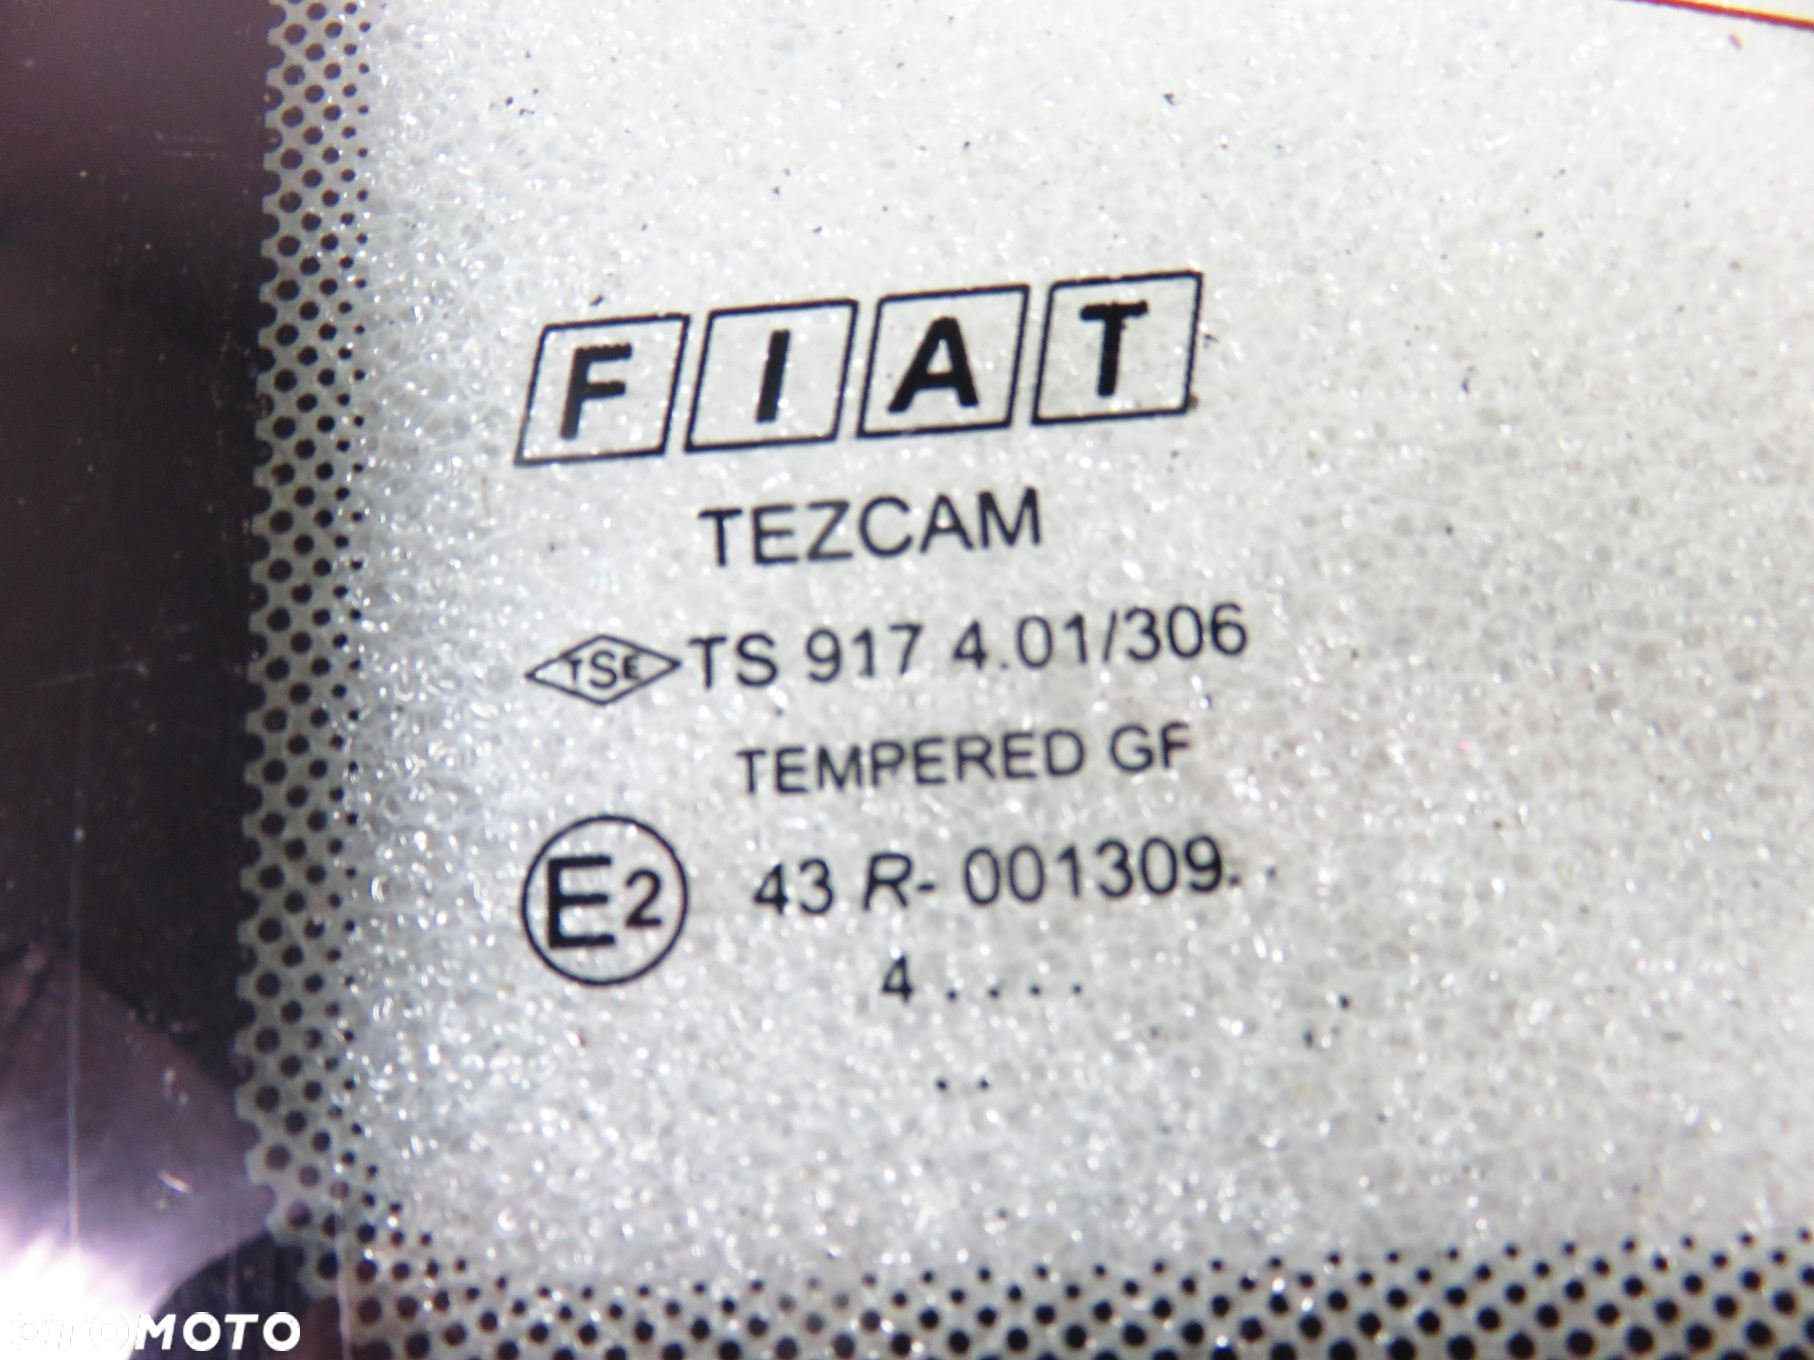 FIAT
TEZCAM
TSE TS 917 4.01/306
TEMPERED GF
E2 43 R- 001309. .
4 . . . .
. .
OTOMOTO